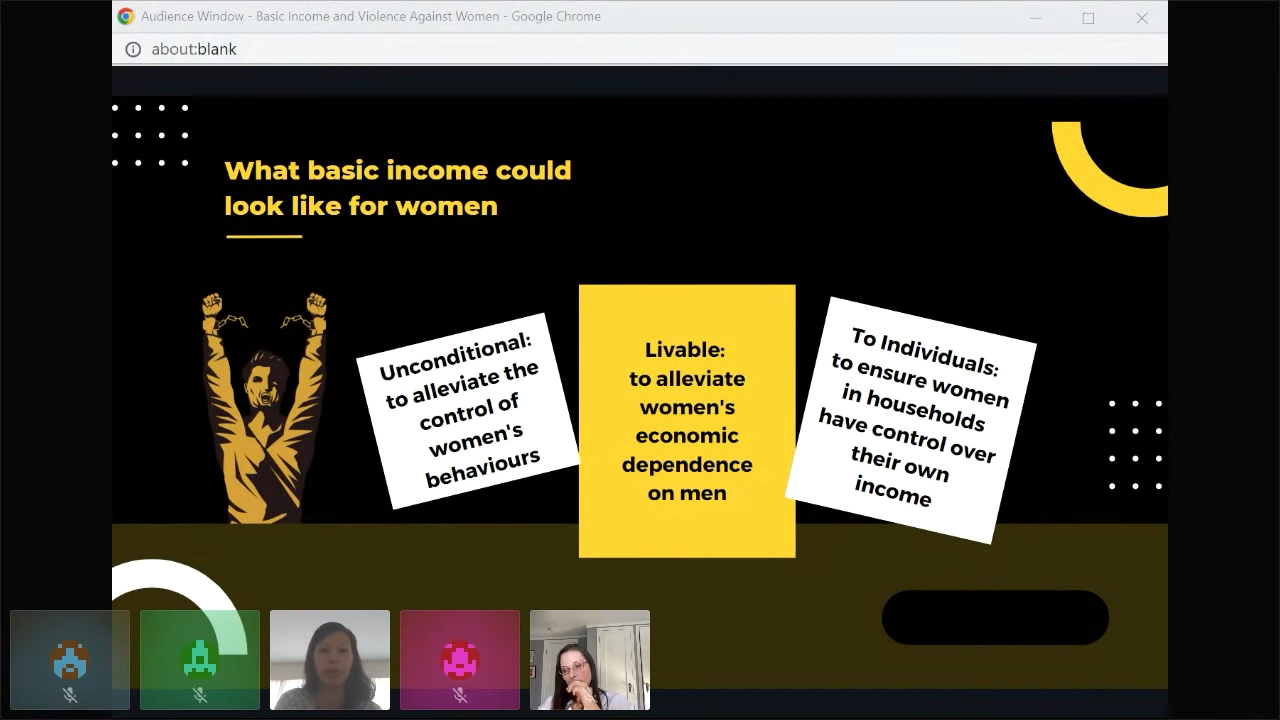 Audience Window - Basic Income and Violence Against Women - Google Chrome
about:blank
What basic income could
look like for women
Unconditional:
to alleviate the
control of
women's
behaviours
Livable:
to alleviate
women's
economic
dependence
on men
To Individuals:
to ensure women
in households
have control over
their own
income